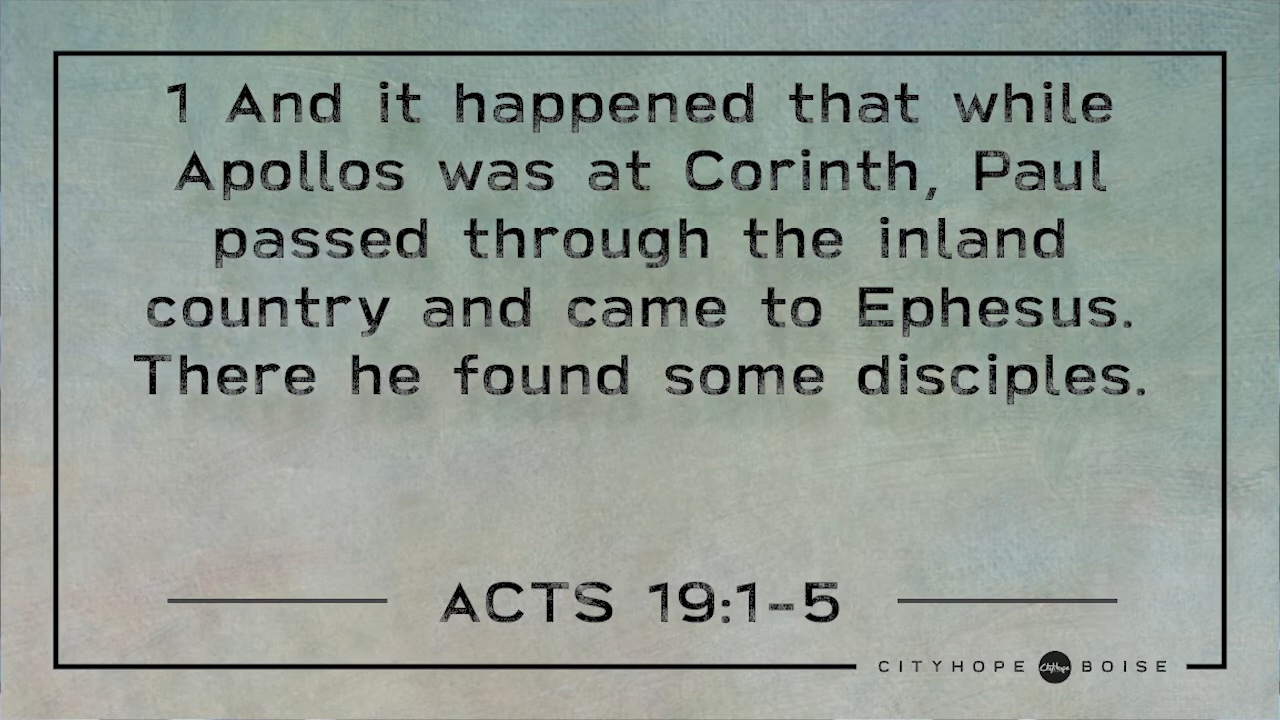 1 And it happened that while
Apollos was at Corinth, Paul
passed through the inland
country and came to Ephesus.
There he found some disciples.
ACTS 19:1-5
CITYHOPE CityHope BOISE